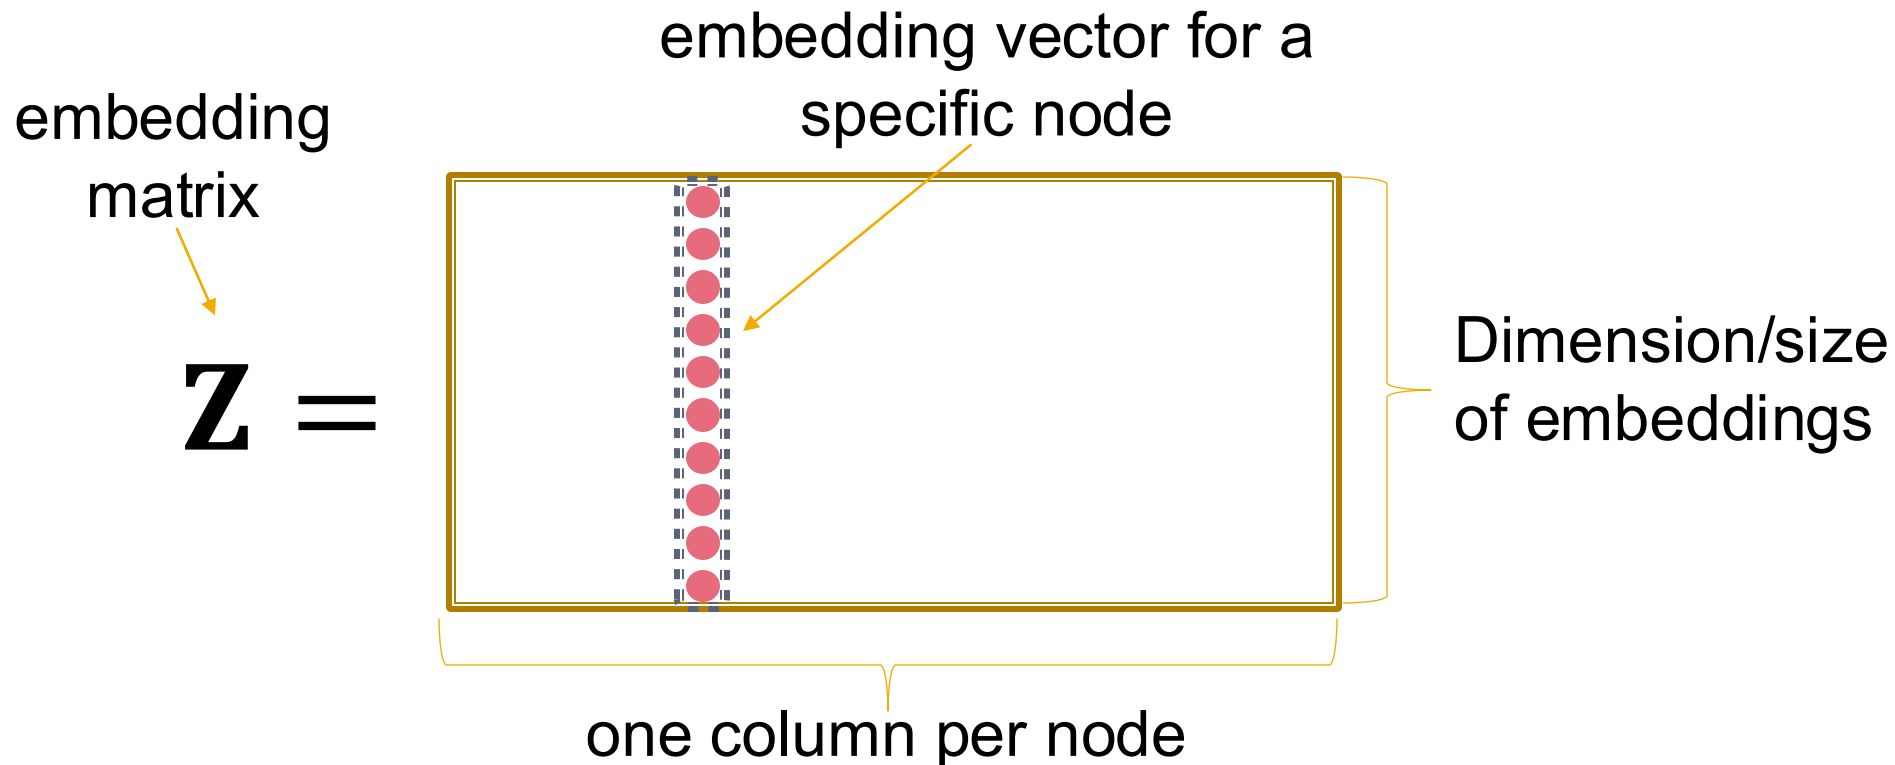 embedding vector for a
specific node
embedding
matrix
Z =
Dimension/size
of embeddings
one column per node